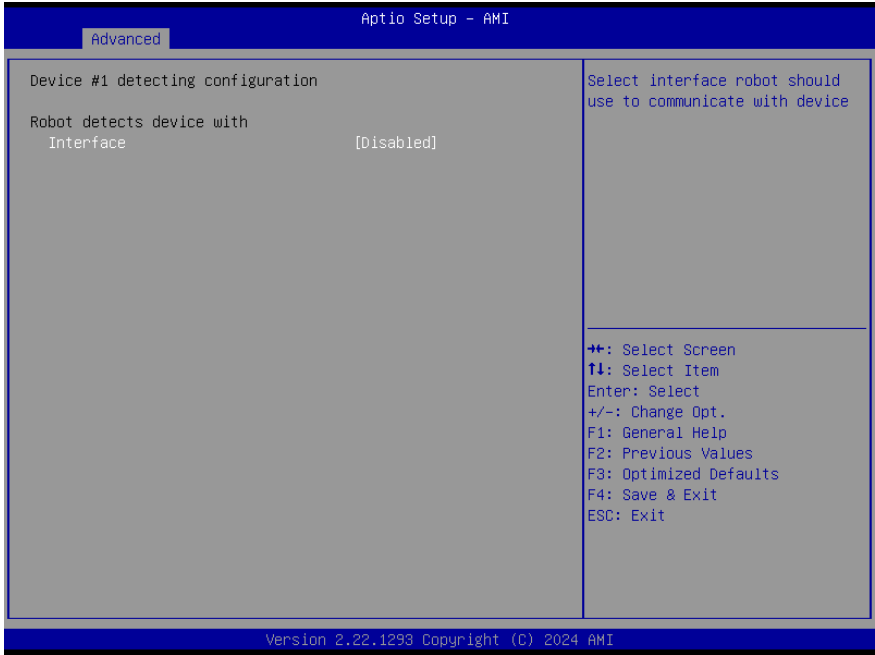 Aptio Setup – AMI
Advanced
Device #1 detecting configuration
Robot detects device with
Interface [Disabled]
Select interface robot should
use to communicate with device
→←: Select Screen
↑↓: Select Item
Enter: Select
+/-: Change Opt.
F1: General Help
F2: Previous Values
F3: Optimized Defaults
F4: Save & Exit
ESC: Exit
Version 2.22.1293 Copyright (C) 2024 AMI